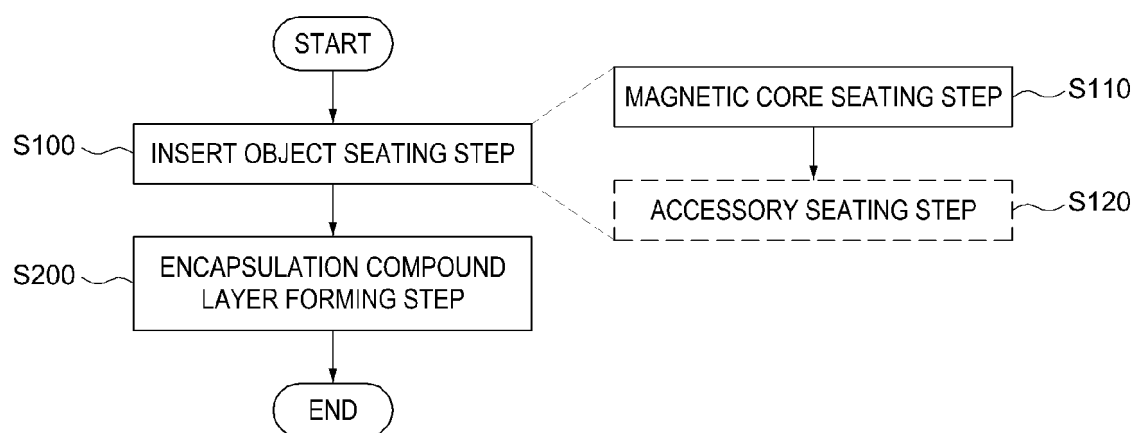 START
S100
INSERT OBJECT SEATING STEP
S200
ENCAPSULATION COMPOUND
LAYER FORMING STEP
END
MAGNETIC CORE SEATING STEP
S110
ACCESSORY SEATING STEP
S120